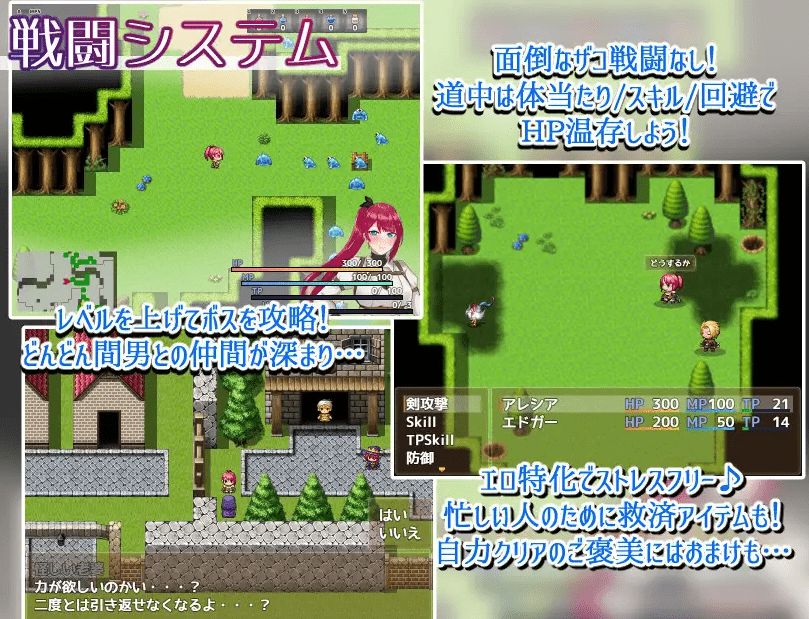 戦闘システム
面倒なザコ戦闘なし!
道中は体当たり/スキル/回避で
HP温存しよう!
0
0
0
0
HP 300/ 300
MP 100/ 100
TP 0/ 100
0/ 3
レベルを上げてボスを攻略!
どんどん間男との仲間が深まり…
どうするか
剣攻撃
Skill
TPSkill
防御
アレシア HP 300 MP100 TP 21
エドガー HP 200 MP 50 TP 14
エロ特化でストレスフリー♪
忙しい人のために救済アイテムも!
自力クリアのご褒美にはおまけも…
はい
いいえ
力が欲しいのかい・・・?
二度とは引き返せなくなるよ・・・?